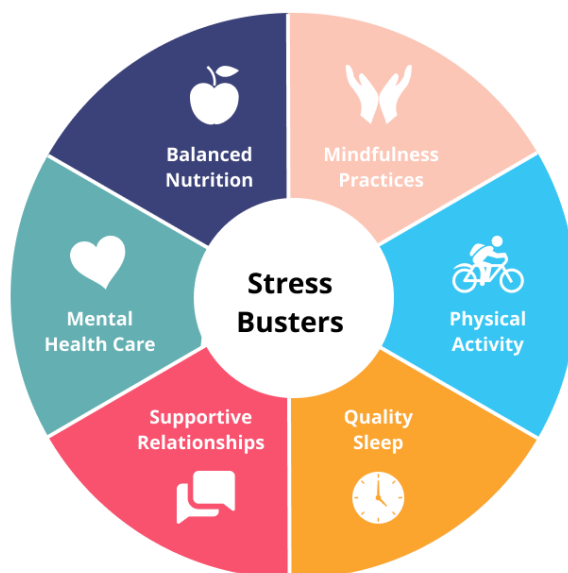 Balanced
Nutrition
Mindfulness
Practices
Stress
Busters
Mental
Health Care
Physical
Activity
Supportive
Relationships
Quality
Sleep